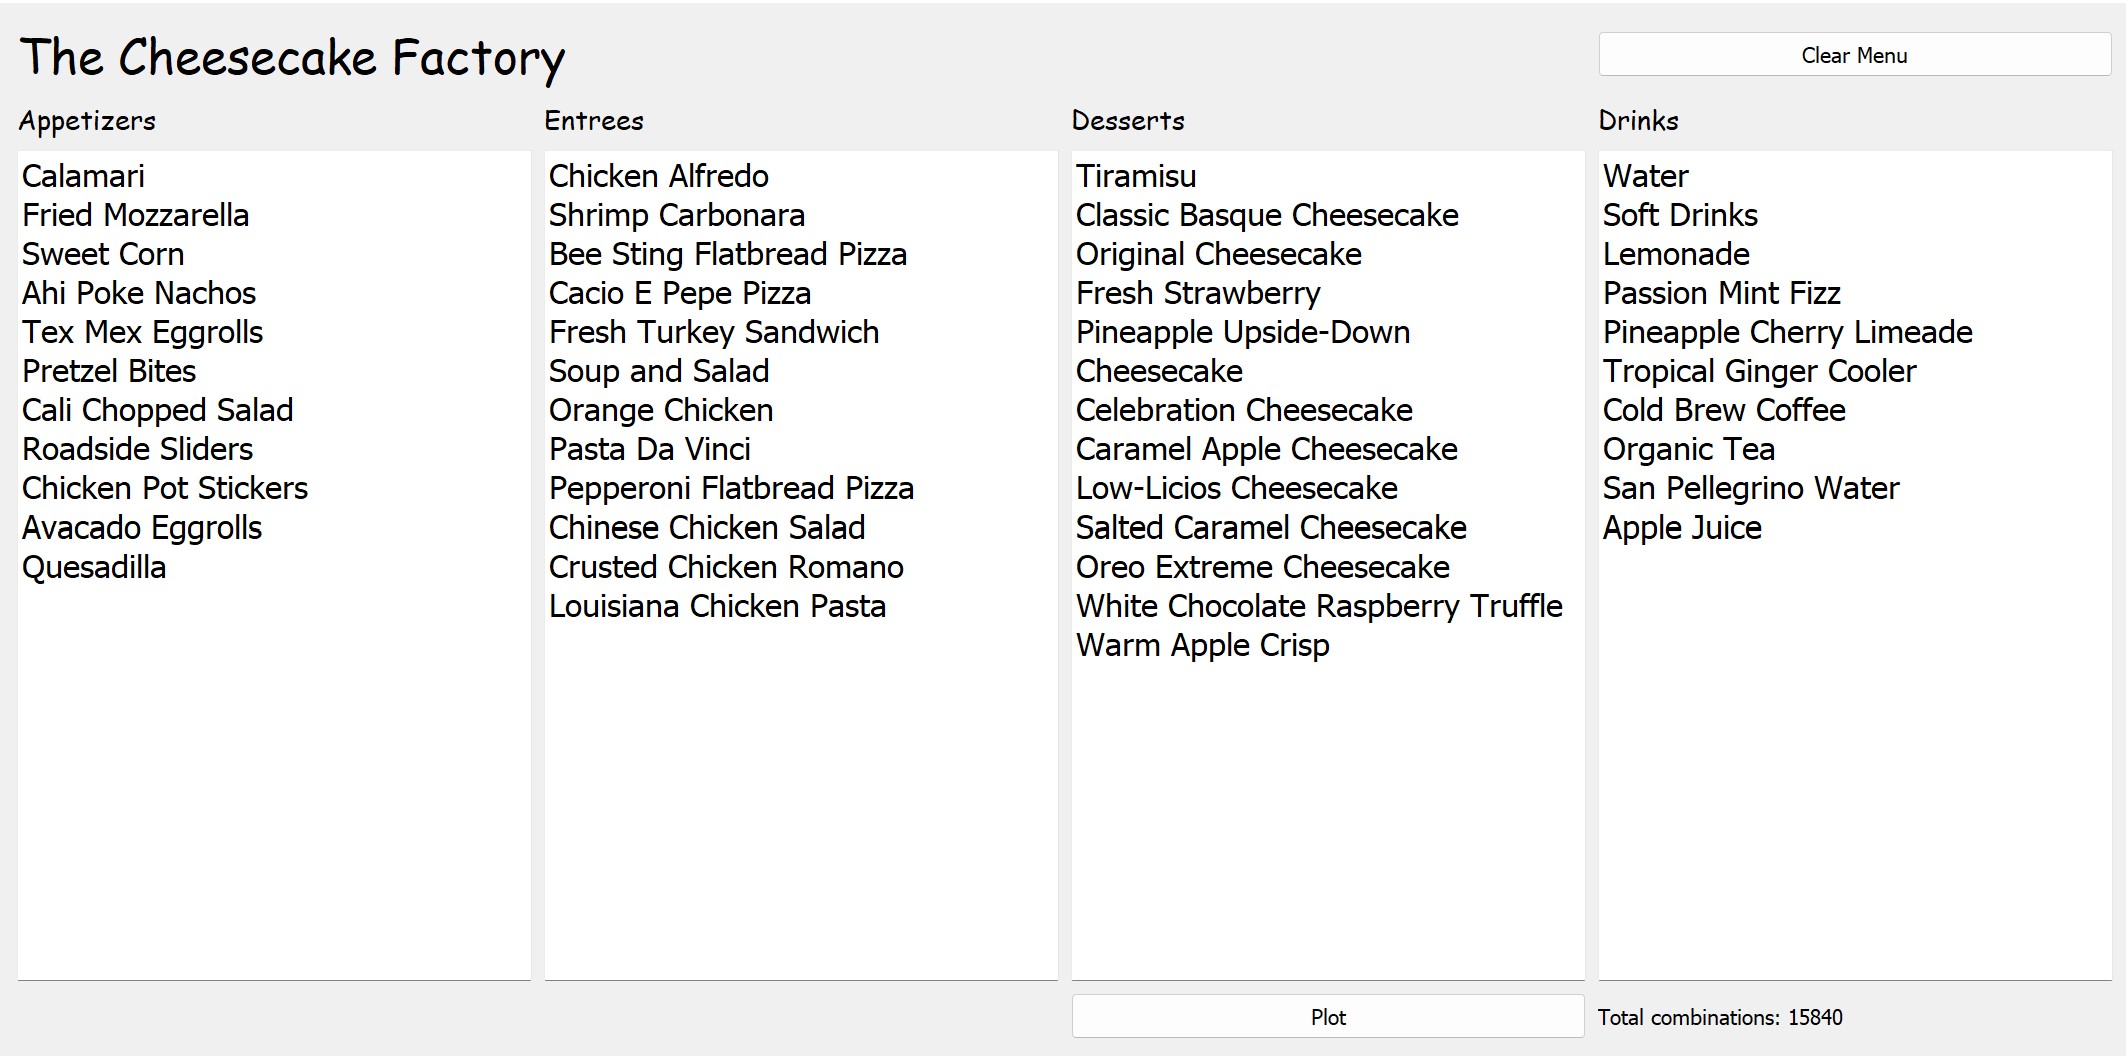 The Cheesecake Factory
Clear Menu
Appetizers
Calamari
Fried Mozzarella
Sweet Corn
Ahi Poke Nachos
Tex Mex Eggrolls
Pretzel Bites
Cali Chopped Salad
Roadside Sliders
Chicken Pot Stickers
Avacado Eggrolls
Quesadilla
Entrees
Chicken Alfredo
Shrimp Carbonara
Bee Sting Flatbread Pizza
Cacio E Pepe Pizza
Fresh Turkey Sandwich
Soup and Salad
Orange Chicken
Pasta Da Vinci
Pepperoni Flatbread Pizza
Chinese Chicken Salad
Crusted Chicken Romano
Louisiana Chicken Pasta
Desserts
Tiramisu
Classic Basque Cheesecake
Original Cheesecake
Fresh Strawberry
Pineapple Upside-Down
Cheesecake
Celebration Cheesecake
Caramel Apple Cheesecake
Low-Licios Cheesecake
Salted Caramel Cheesecake
Oreo Extreme Cheesecake
White Chocolate Raspberry Truffle
Warm Apple Crisp
Drinks
Water
Soft Drinks
Lemonade
Passion Mint Fizz
Pineapple Cherry Limeade
Tropical Ginger Cooler
Cold Brew Coffee
Organic Tea
San Pellegrino Water
Apple Juice
Plot
Total combinations: 15840